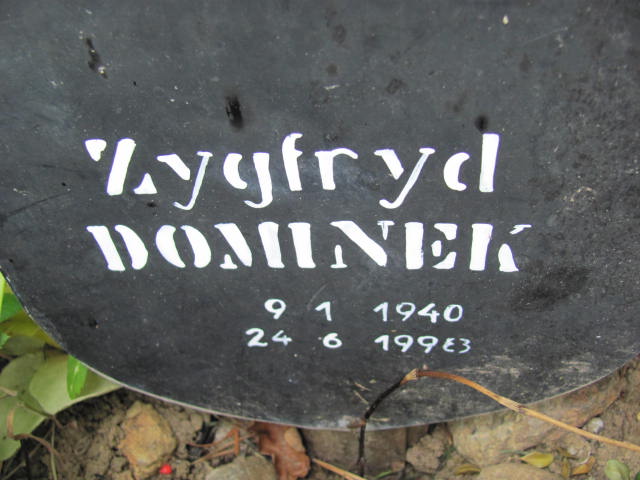 Zygfryd
DOMINEK
9 1 1940
24 6